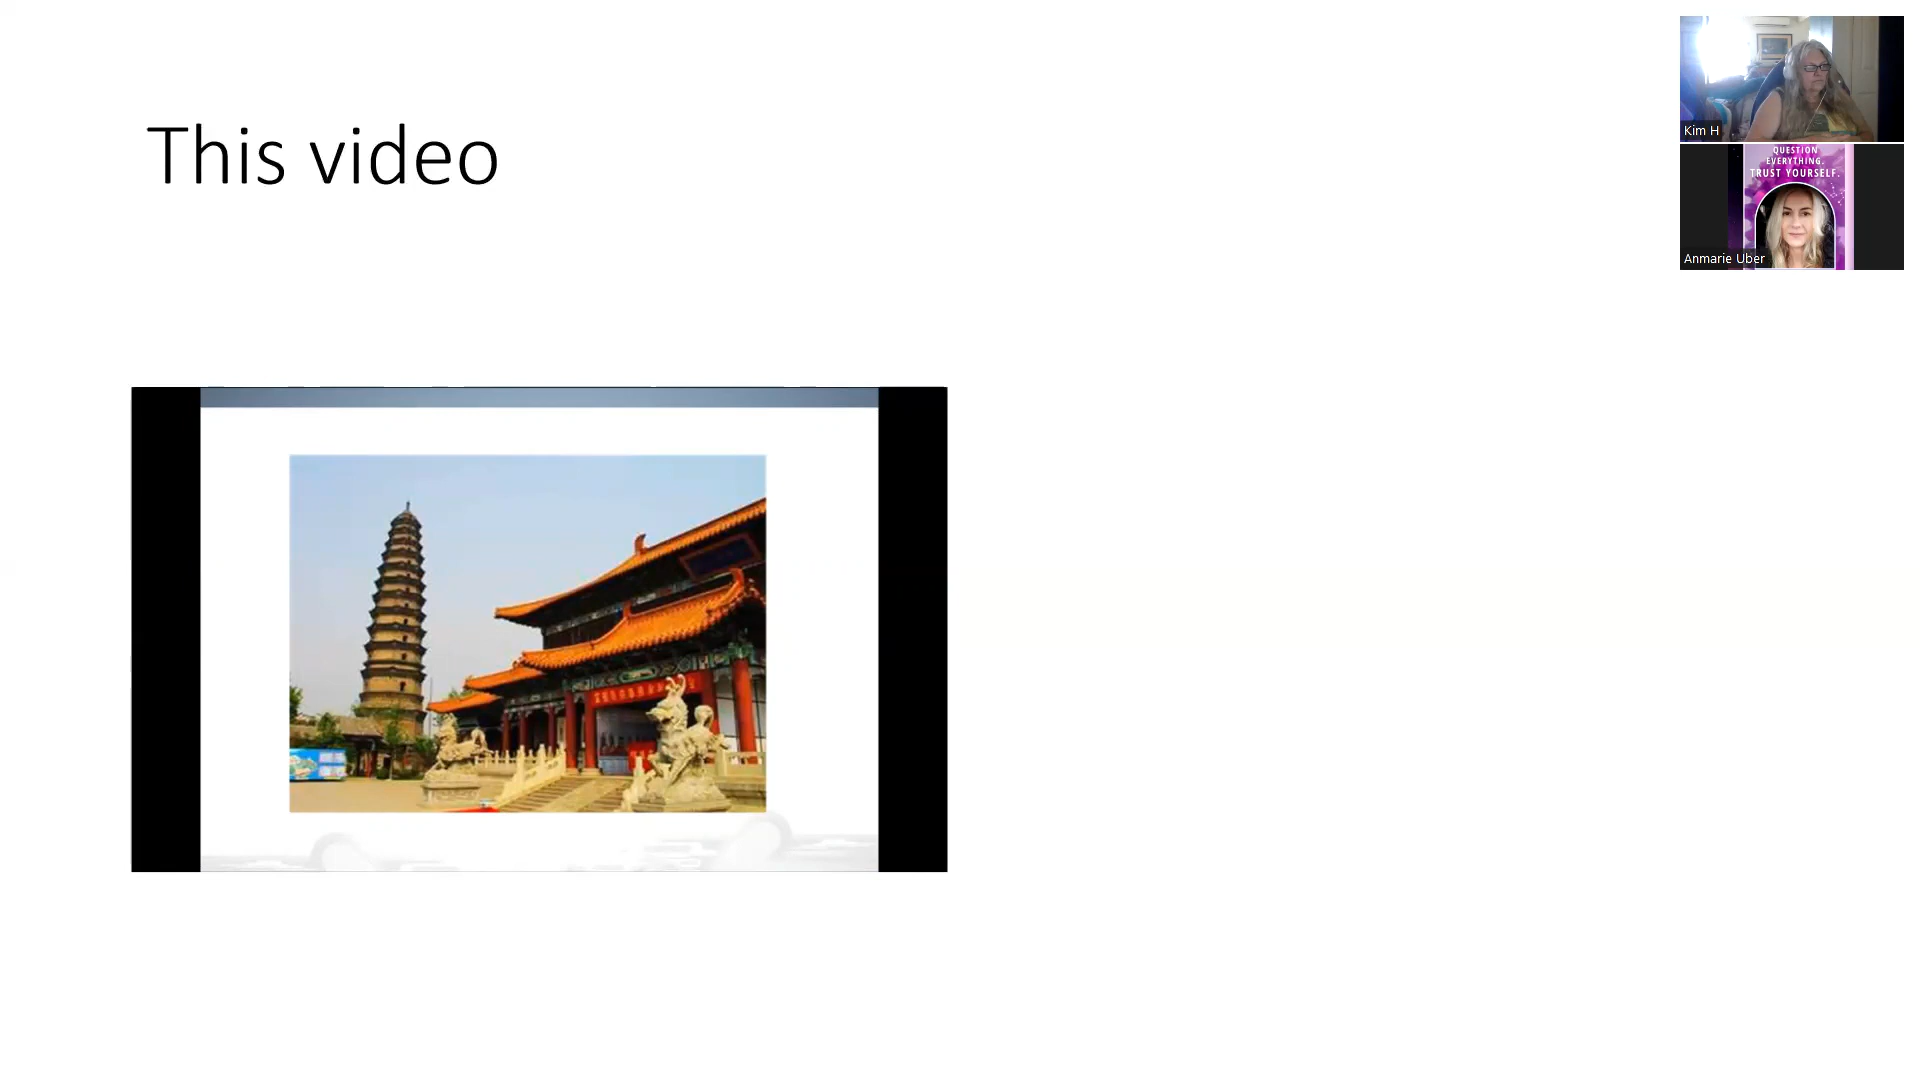 This video
Kim H
QUESTION
EVERYTHING.
TRUST YOURSELF.
Anmarie Uber